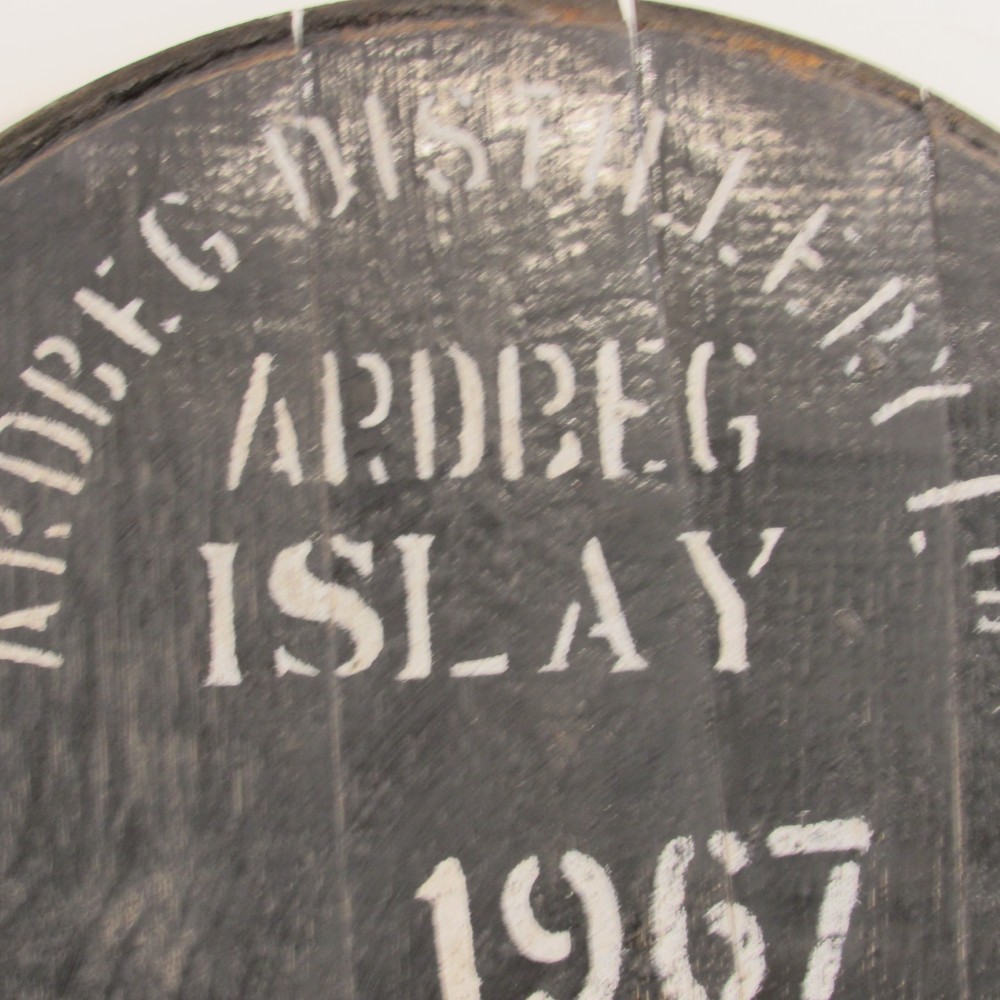 ARDBEG DISTILLERY L
ARDBEG
ISLAY
1967